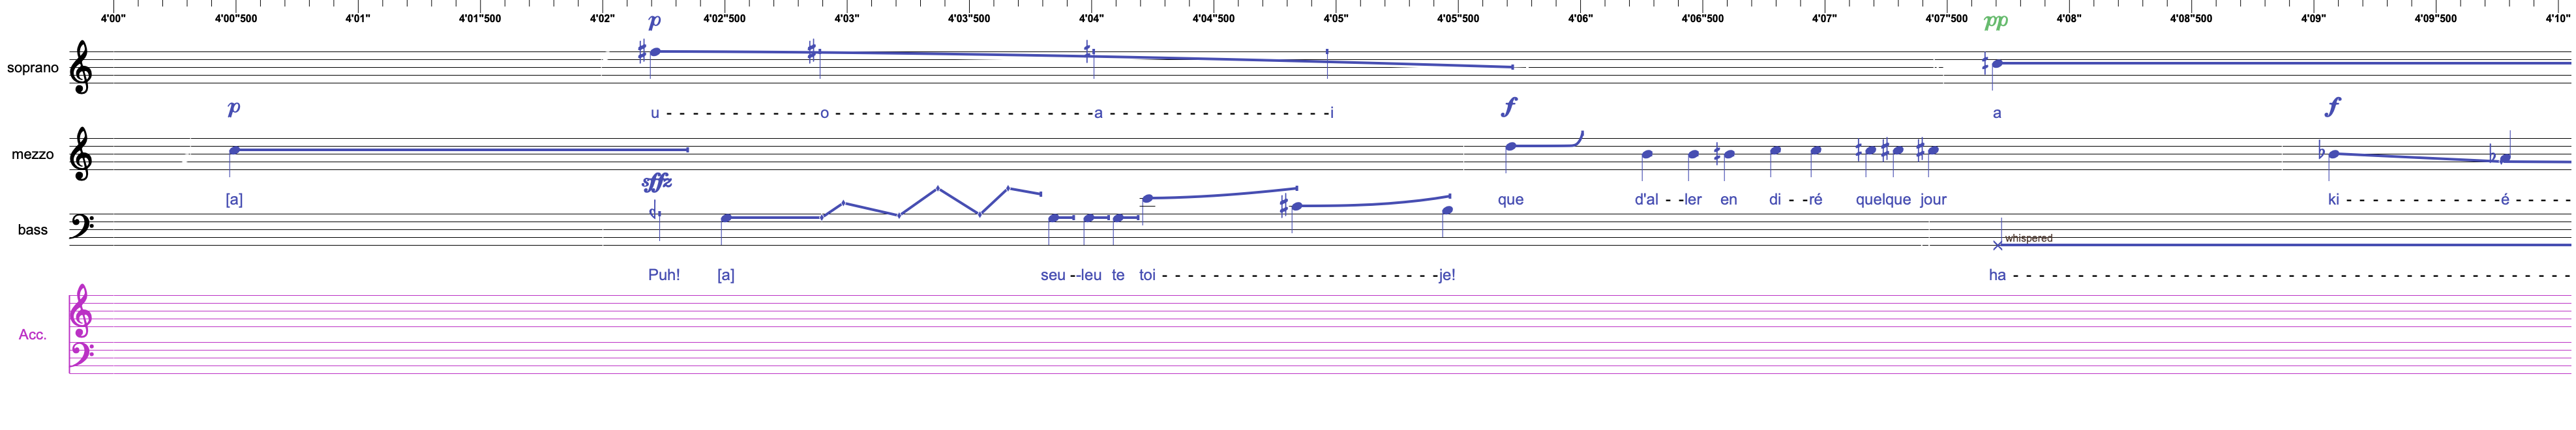 4'00" 4'00"500 4'01" 4'01"500 4'02" 4'02"500 4'03" 4'03"500 4'04" 4'04"500 4'05" 4'05"500 4'06" 4'06"500 4'07" 4'07"500 4'08" 4'08"500 4'09" 4'09"500 4'10"
p pp
soprano
u - - - - - - - - - - - -o - - - - - - - - - - - - - - - - - - - -a - - - - - - - - - - - - - - - - -i a
p f f
mezzo
[a] que d'al - -ler en di - -ré quelque jour ki - - - - - - - - - - - -é - - - - -
sffz
bass
whispered
Puh! [a] seu --leu te toi - - - - - - - - - - - - - - - - - - - - -je! ha - - - - - - - - - - - - - - - - - - - - - - - - - - - - - - - - - - - - - - - - - -
Acc.